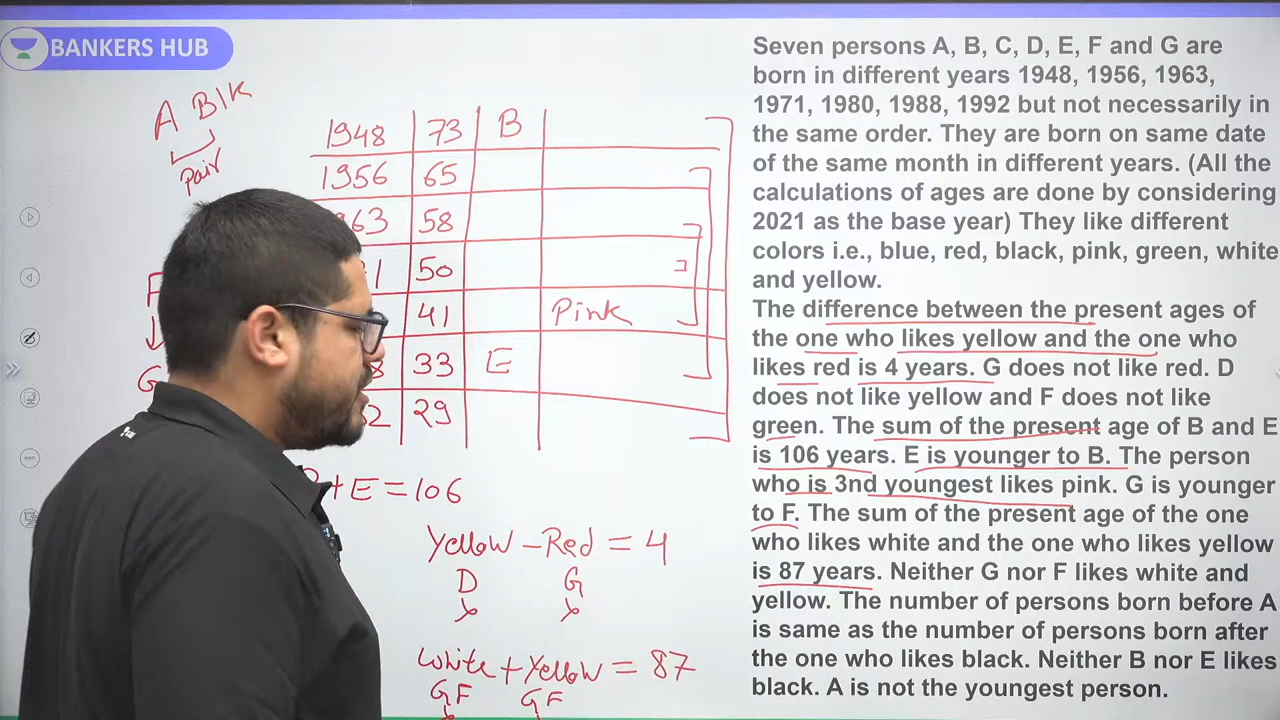 BANKERS HUB
A Blk
Pair
1948 73 B
1956 65
63 58
1 50
41 Pink
8 33 E
2 29
F
G
+E=106
Yellow - Red = 4
D G
x x
White + Yellow = 87
G F G F
Seven persons A, B, C, D, E, F and G are
born in different years 1948, 1956, 1963,
1971, 1980, 1988, 1992 but not necessarily in
the same order. They are born on same date
of the same month in different years. (All the
calculations of ages are done by considering
2021 as the base year) They like different
colors i.e., blue, red, black, pink, green, white
and yellow.
The difference between the present ages of
the one who likes yellow and the one who
likes red is 4 years. G does not like red. D
does not like yellow and F does not like
green. The sum of the present age of B and E
is 106 years. E is younger to B. The person
who is 3nd youngest likes pink. G is younger
to F. The sum of the present age of the one
who likes white and the one who likes yellow
is 87 years. Neither G nor F likes white and
yellow. The number of persons born before A
is same as the number of persons born after
the one who likes black. Neither B nor E likes
black. A is not the youngest person.